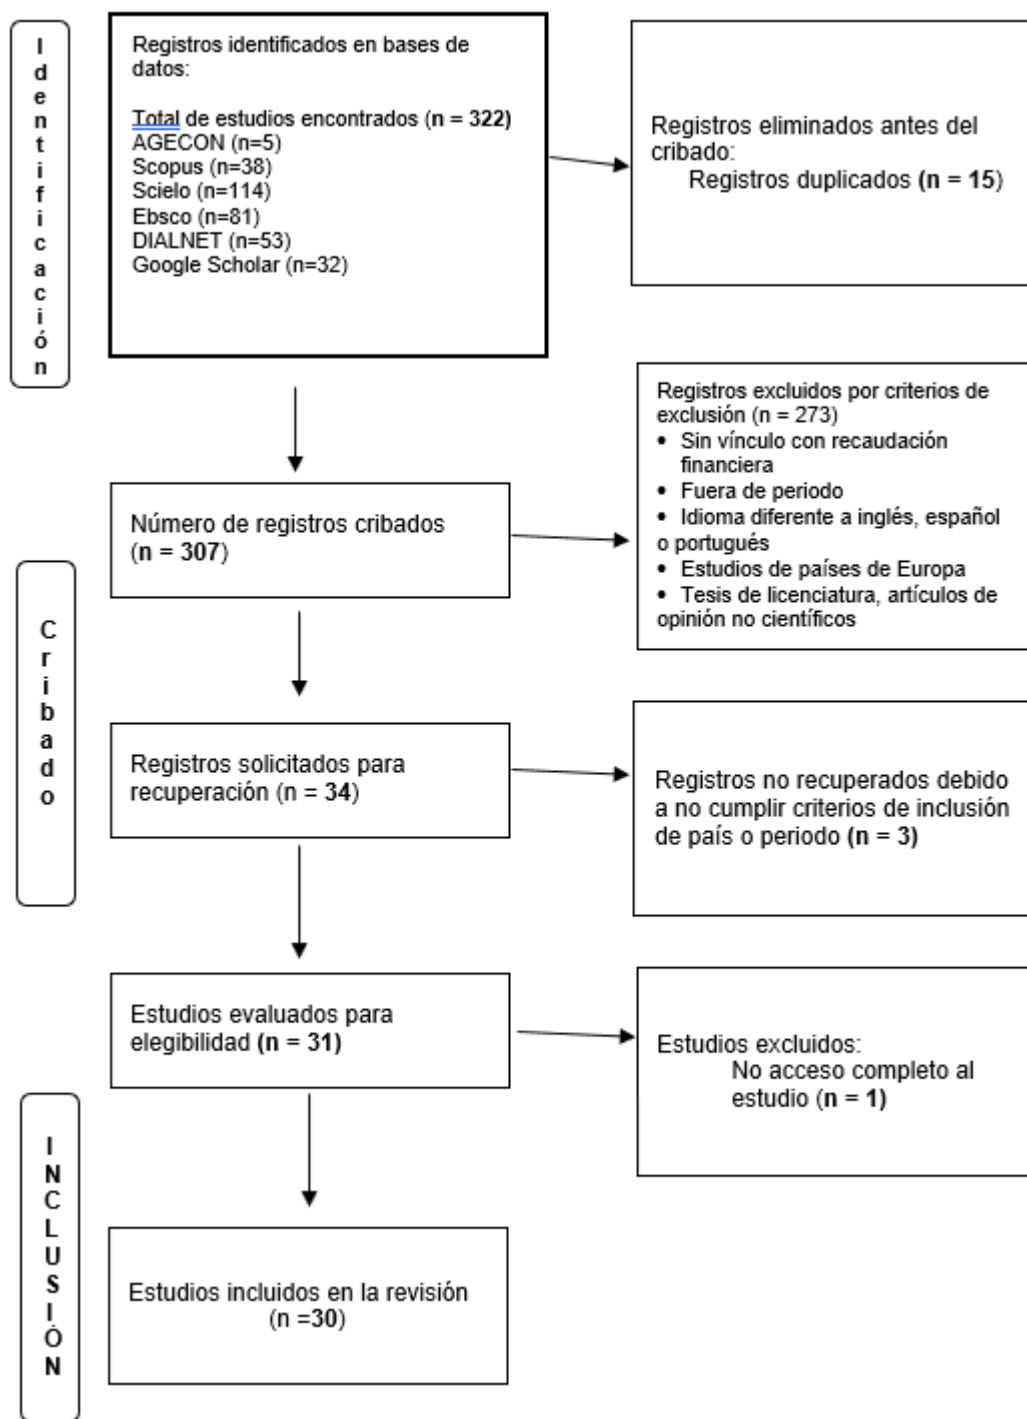 Identificación
Registros identificados en bases de
datos:
Total de estudios encontrados (n = 322)
AGECON (n=5)
Scopus (n=38)
Scielo (n=114)
Ebsco (n=81)
DIALNET (n=53)
Google Scholar (n=32)
Registros eliminados antes del
cribado:
Registros duplicados (n = 15)
Registros excluidos por criterios de
exclusión (n = 273)
• Sin vínculo con recaudación
financiera
• Fuera de periodo
• Idioma diferente a inglés, español
o portugués
• Estudios de países de Europa
• Tesis de licenciatura, artículos de
opinión no científicos
Cribado
Número de registros cribados
(n = 307)
Registros solicitados para
recuperación (n = 34)
Registros no recuperados debido
a no cumplir criterios de inclusión
de país o periodo (n = 3)
Estudios evaluados para
elegibilidad (n = 31)
Estudios excluidos:
No acceso completo al
estudio (n = 1)
INCLUSIÓN
Estudios incluidos en la revisión
(n =30)